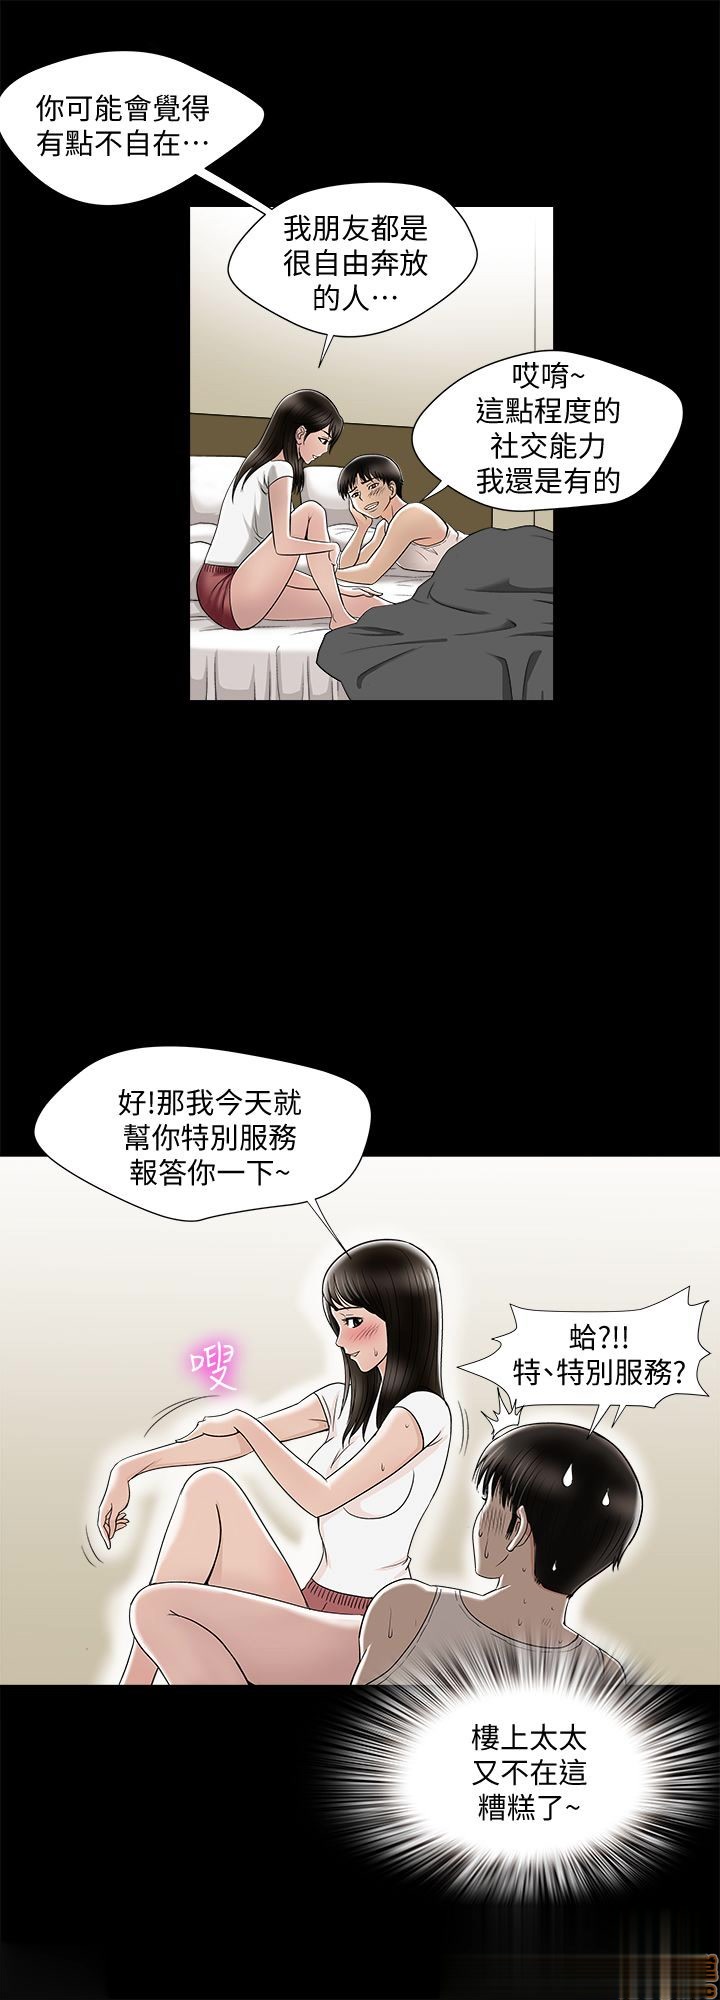 你可能會覺得
有點不自在⋯
我朋友都是
很自由奔放
的人⋯
哎唷~
這點程度的
社交能力
我還是有的
好!那我今天就
幫你特別服務
報答你一下~
嗖
蛤?!!
特、特別服務?
樓上太太
又不在這
糟糕了~